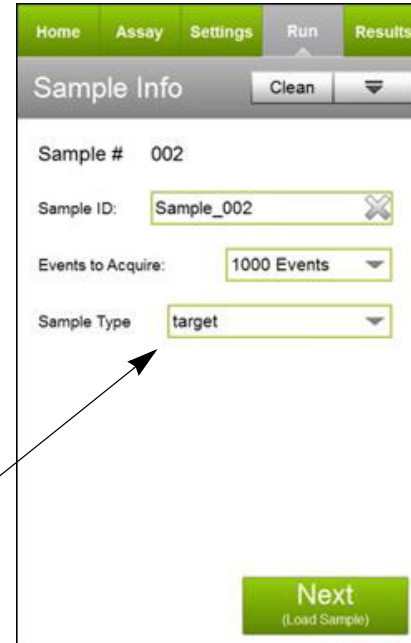 Home Assay Settings Run Results
Sample Info Clean
Sample # 002
Sample ID: Sample_002
Events to Acquire: 1000 Events
Sample Type target
Next
(Load Sample)